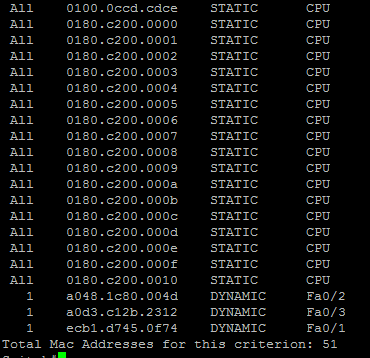 All 0100.0ccd.cdce STATIC CPU
All 0180.c200.0000 STATIC CPU
All 0180.c200.0001 STATIC CPU
All 0180.c200.0002 STATIC CPU
All 0180.c200.0003 STATIC CPU
All 0180.c200.0004 STATIC CPU
All 0180.c200.0005 STATIC CPU
All 0180.c200.0006 STATIC CPU
All 0180.c200.0007 STATIC CPU
All 0180.c200.0008 STATIC CPU
All 0180.c200.0009 STATIC CPU
All 0180.c200.000a STATIC CPU
All 0180.c200.000b STATIC CPU
All 0180.c200.000c STATIC CPU
All 0180.c200.000d STATIC CPU
All 0180.c200.000e STATIC CPU
All 0180.c200.000f STATIC CPU
All 0180.c200.0010 STATIC CPU
1 a048.1c80.004d DYNAMIC Fa0/2
1 a0d3.c12b.2312 DYNAMIC Fa0/3
1 ecb1.d745.0f74 DYNAMIC Fa0/1
Total Mac Addresses for this criterion: 51